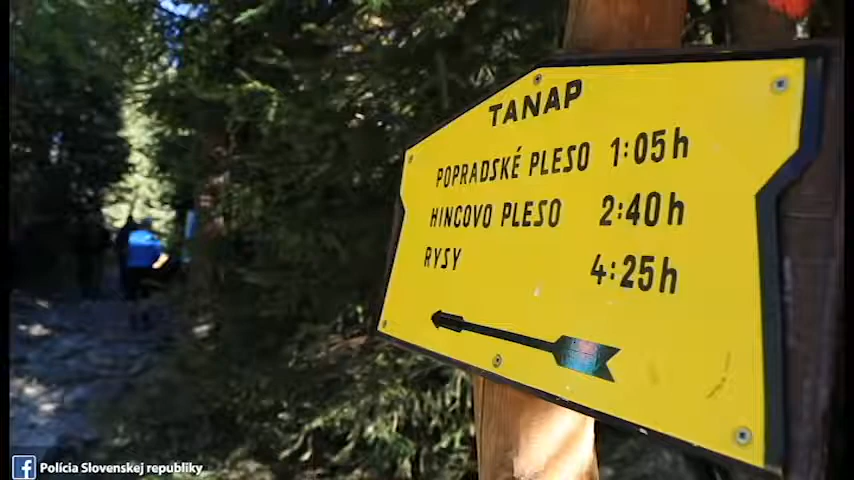 TANAP
POPRADSKÉ PLESO 1:05 h
HINCOVO PLESO 2:40 h
RYSY 4:25 h
Polícia Slovenskej republiky